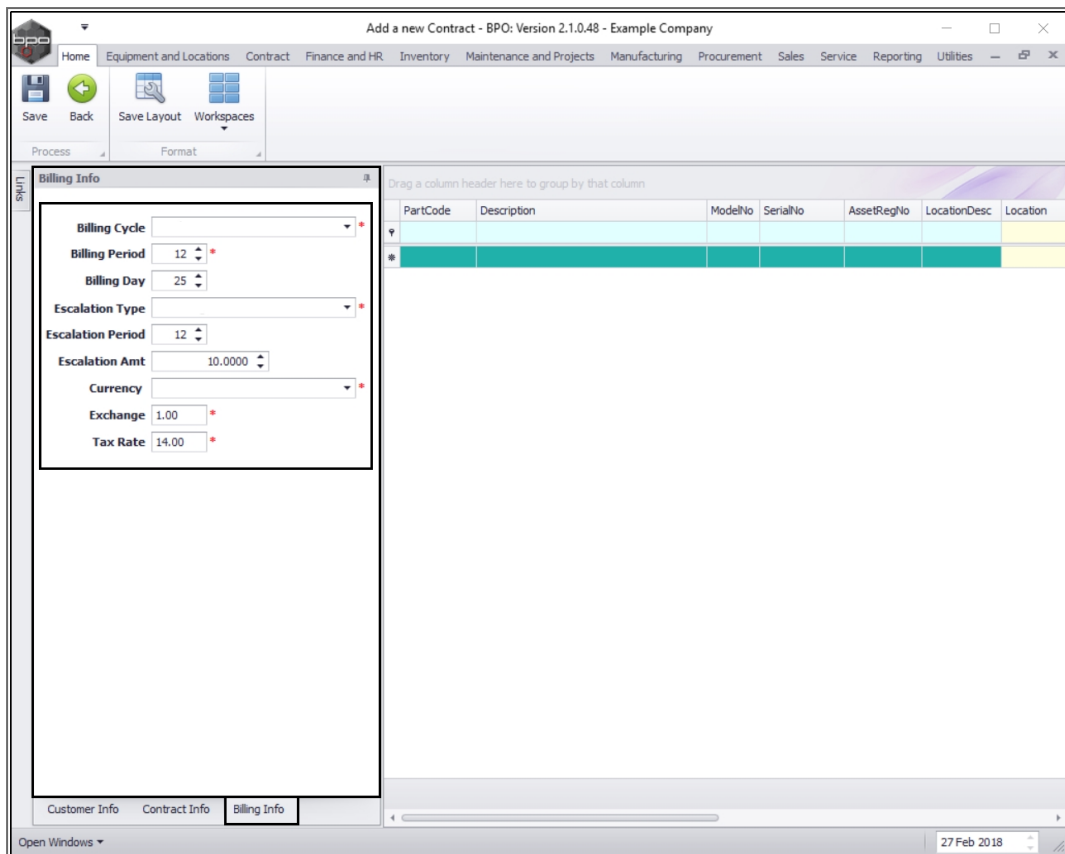 Add a new Contract - BPO: Version 2.1.0.48 - Example Company
bpo
Home Equipment and Locations Contract Finance and HR Inventory Maintenance and Projects Manufacturing Procurement Sales Service Reporting Utilities
Save Back Save Layout Workspaces
Process Format
Links
Billing Info
Drag a column header here to group by that column
PartCode Description ModelNo SerialNo AssetRegNo LocationDesc Location
Billing Cycle *
Billing Period 12 *
Billing Day 25
Escalation Type *
Escalation Period 12
Escalation Amt 10.0000
Currency *
Exchange 1.00 *
Tax Rate 14.00 *
Customer Info Contract Info Billing Info
Open Windows 27 Feb 2018